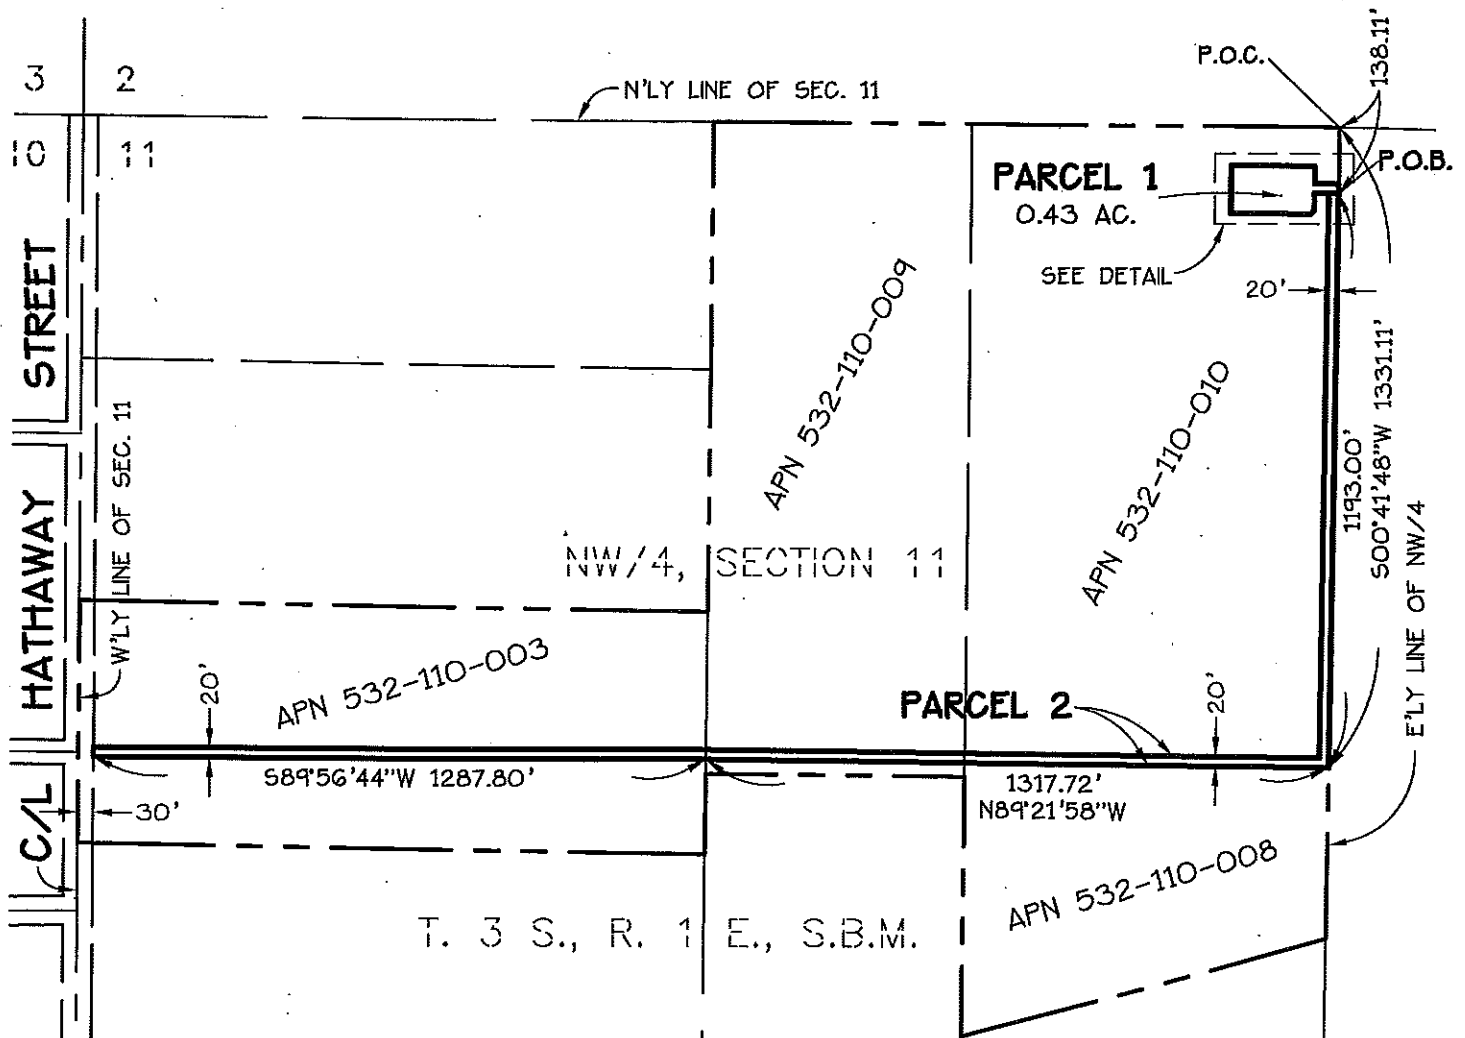 3 2
10 11
N'LY LINE OF SEC. 11
P.O.C.
138.11'
P.O.B.
PARCEL 1
0.43 AC.
SEE DETAIL
20'
APN 532-110-009
APN 532-110-010
1193.00'
S00°41'48"W 1331.11'
E'LY LINE OF NW/4
HATHAWAY STREET
W'LY LINE OF SEC. 11
NW/4, SECTION 11
APN 532-110-003
20'
PARCEL 2
20'
S89°56'44"W 1287.80'
1317.72'
N89°21'58"W
C/L
30'
APN 532-110-008
T. 3 S., R. 1 E., S.B.M.